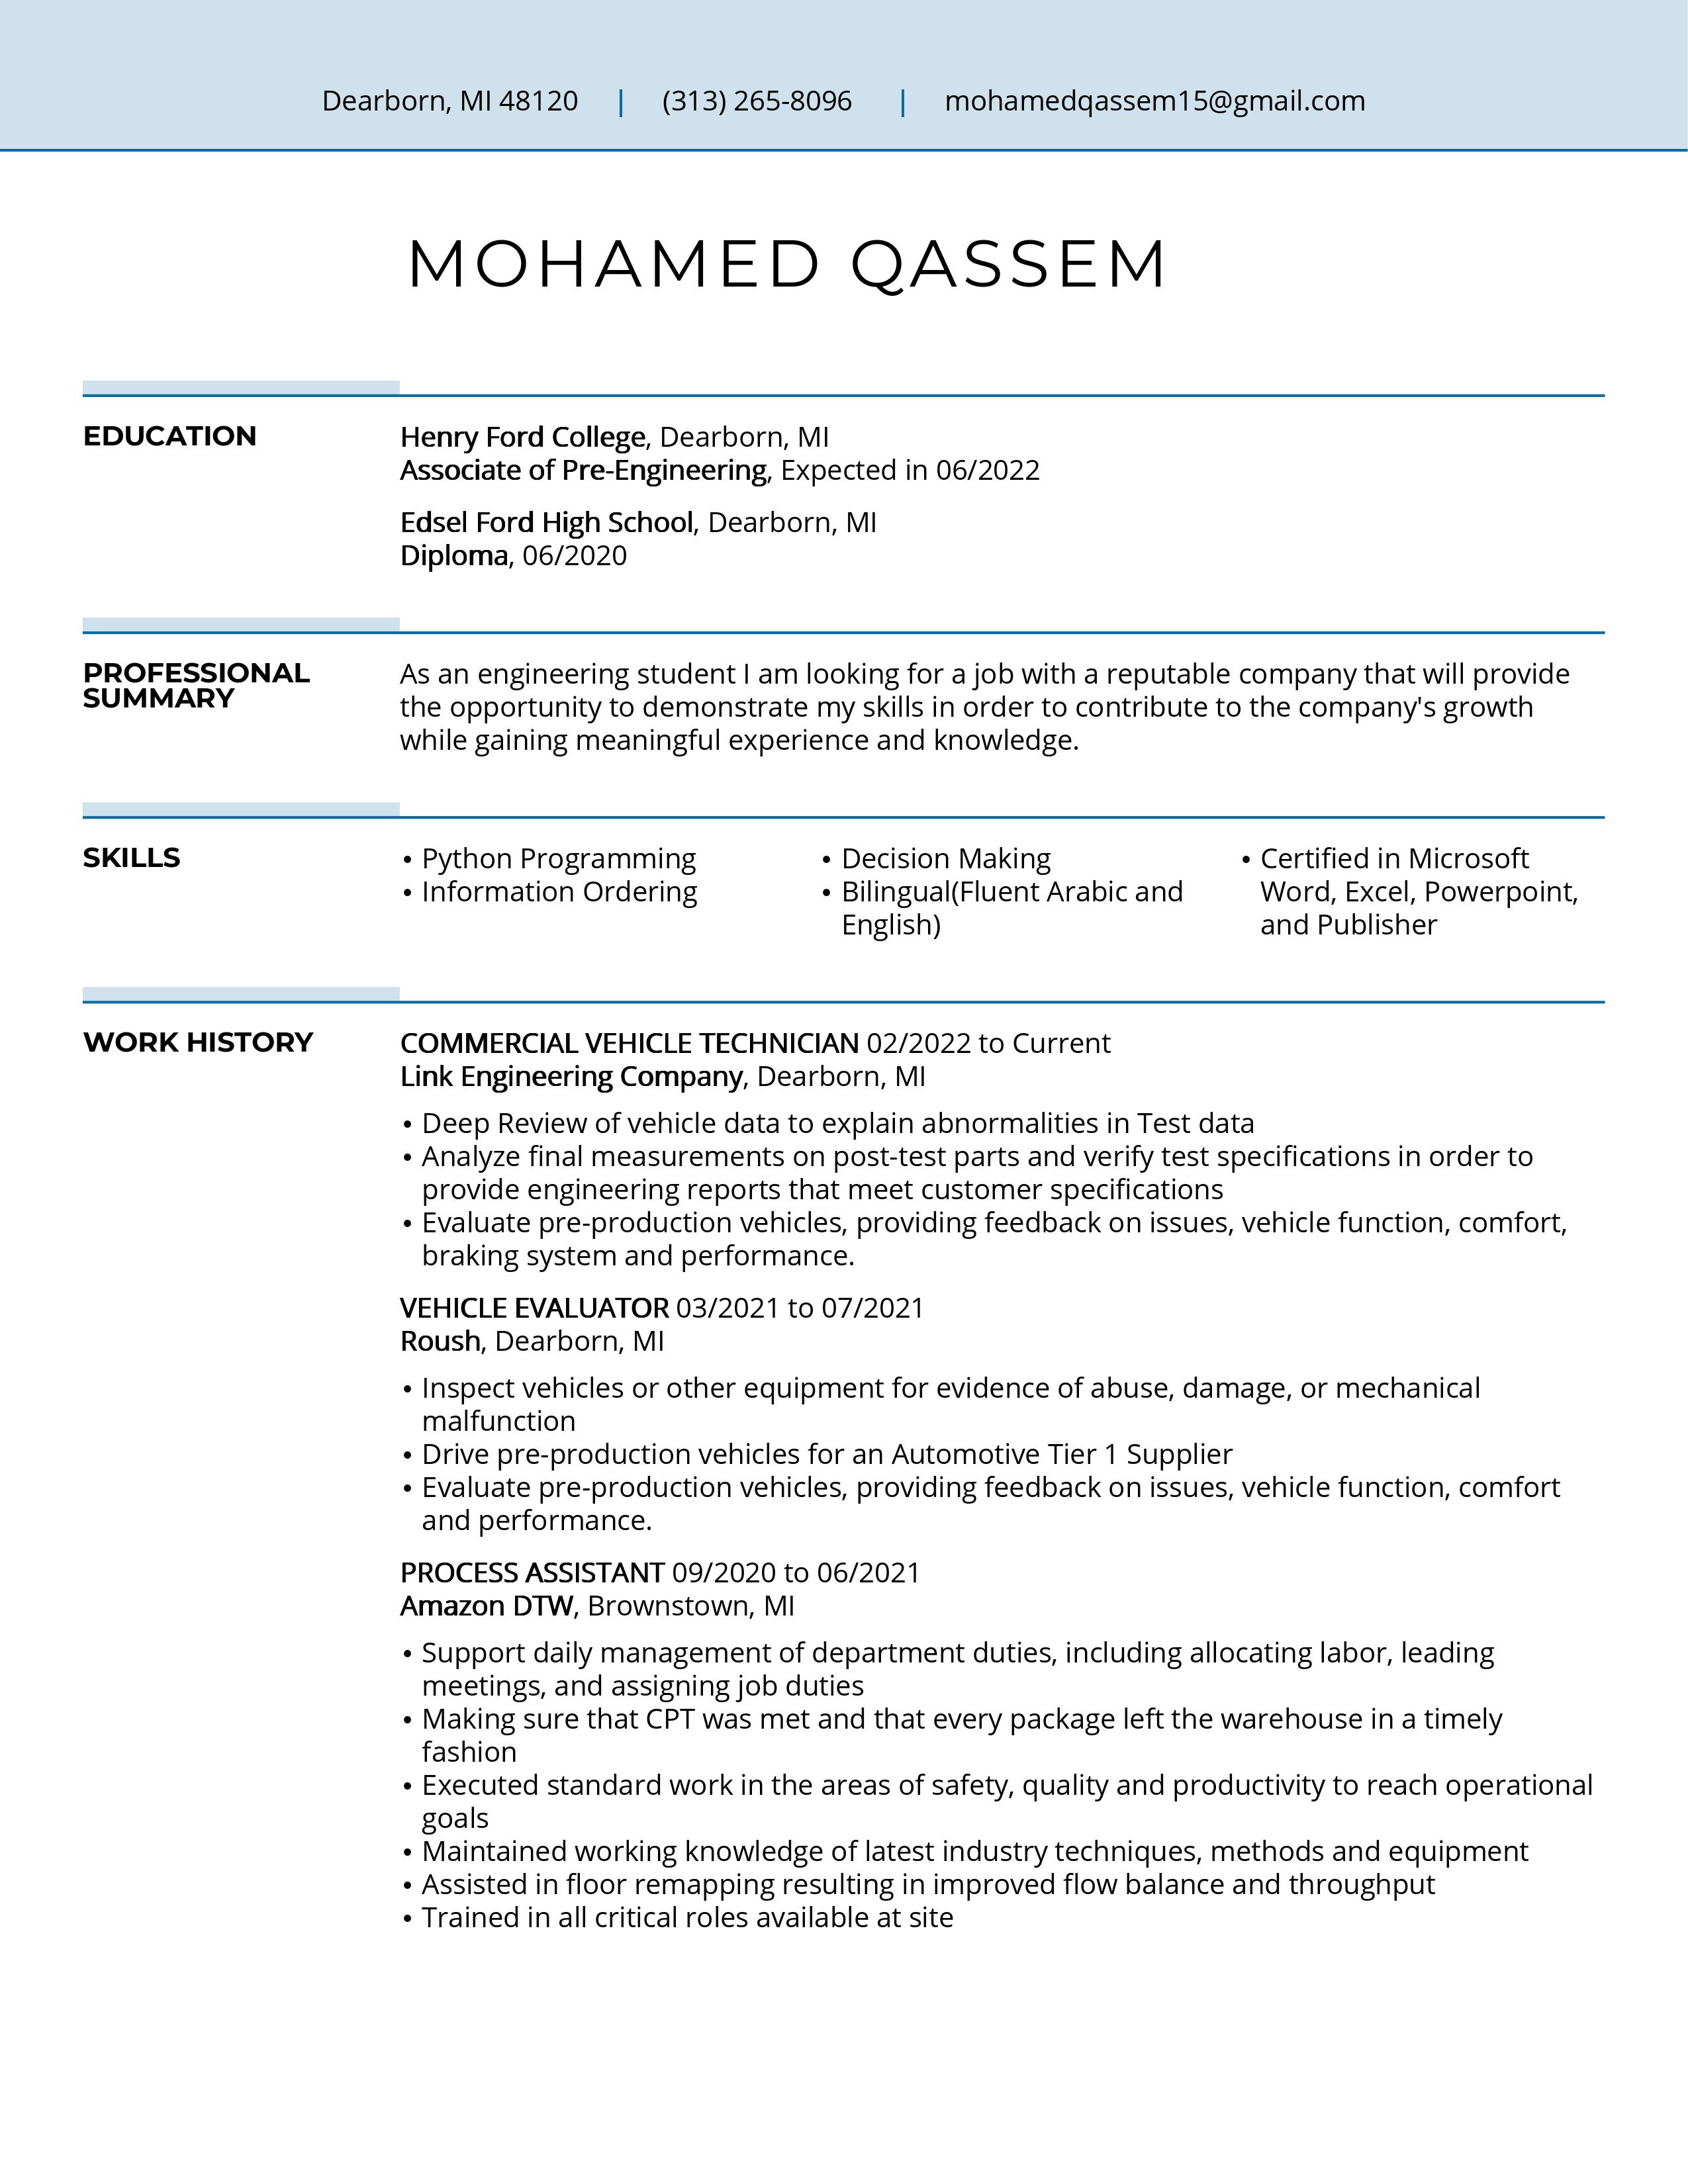 Dearborn, MI 48120 | (313) 265-8096 | mohamedqassem15@gmail.com
MOHAMED QASSEM
EDUCATION
Henry Ford College, Dearborn, MI
Associate of Pre-Engineering, Expected in 06/2022
Edsel Ford High School, Dearborn, MI
Diploma, 06/2020
PROFESSIONAL
SUMMARY
As an engineering student I am looking for a job with a reputable company that will provide
the opportunity to demonstrate my skills in order to contribute to the company's growth
while gaining meaningful experience and knowledge.
SKILLS
• Python Programming
• Information Ordering
• Decision Making
• Bilingual(Fluent Arabic and
English)
• Certified in Microsoft
Word, Excel, Powerpoint,
and Publisher
WORK HISTORY
COMMERCIAL VEHICLE TECHNICIAN 02/2022 to Current
Link Engineering Company, Dearborn, MI
• Deep Review of vehicle data to explain abnormalities in Test data
• Analyze final measurements on post-test parts and verify test specifications in order to
provide engineering reports that meet customer specifications
• Evaluate pre-production vehicles, providing feedback on issues, vehicle function, comfort,
braking system and performance.
VEHICLE EVALUATOR 03/2021 to 07/2021
Roush, Dearborn, MI
• Inspect vehicles or other equipment for evidence of abuse, damage, or mechanical
malfunction
• Drive pre-production vehicles for an Automotive Tier 1 Supplier
• Evaluate pre-production vehicles, providing feedback on issues, vehicle function, comfort
and performance.
PROCESS ASSISTANT 09/2020 to 06/2021
Amazon DTW, Brownstown, MI
• Support daily management of department duties, including allocating labor, leading
meetings, and assigning job duties
• Making sure that CPT was met and that every package left the warehouse in a timely
fashion
• Executed standard work in the areas of safety, quality and productivity to reach operational
goals
• Maintained working knowledge of latest industry techniques, methods and equipment
• Assisted in floor remapping resulting in improved flow balance and throughput
• Trained in all critical roles available at site